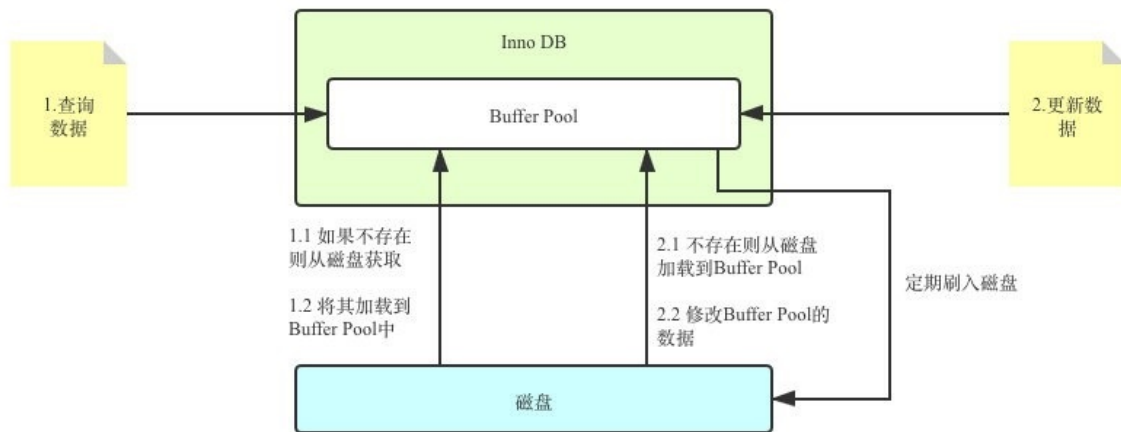 Inno DB
1.查询
数据
Buffer Pool
2.更新数
据
1.1 如果不存在
则从磁盘获取
1.2 将其加载到
Buffer Pool中
2.1 不存在则从磁盘
加载到Buffer Pool
2.2 修改Buffer Pool的
数据
定期刷入磁盘
磁盘